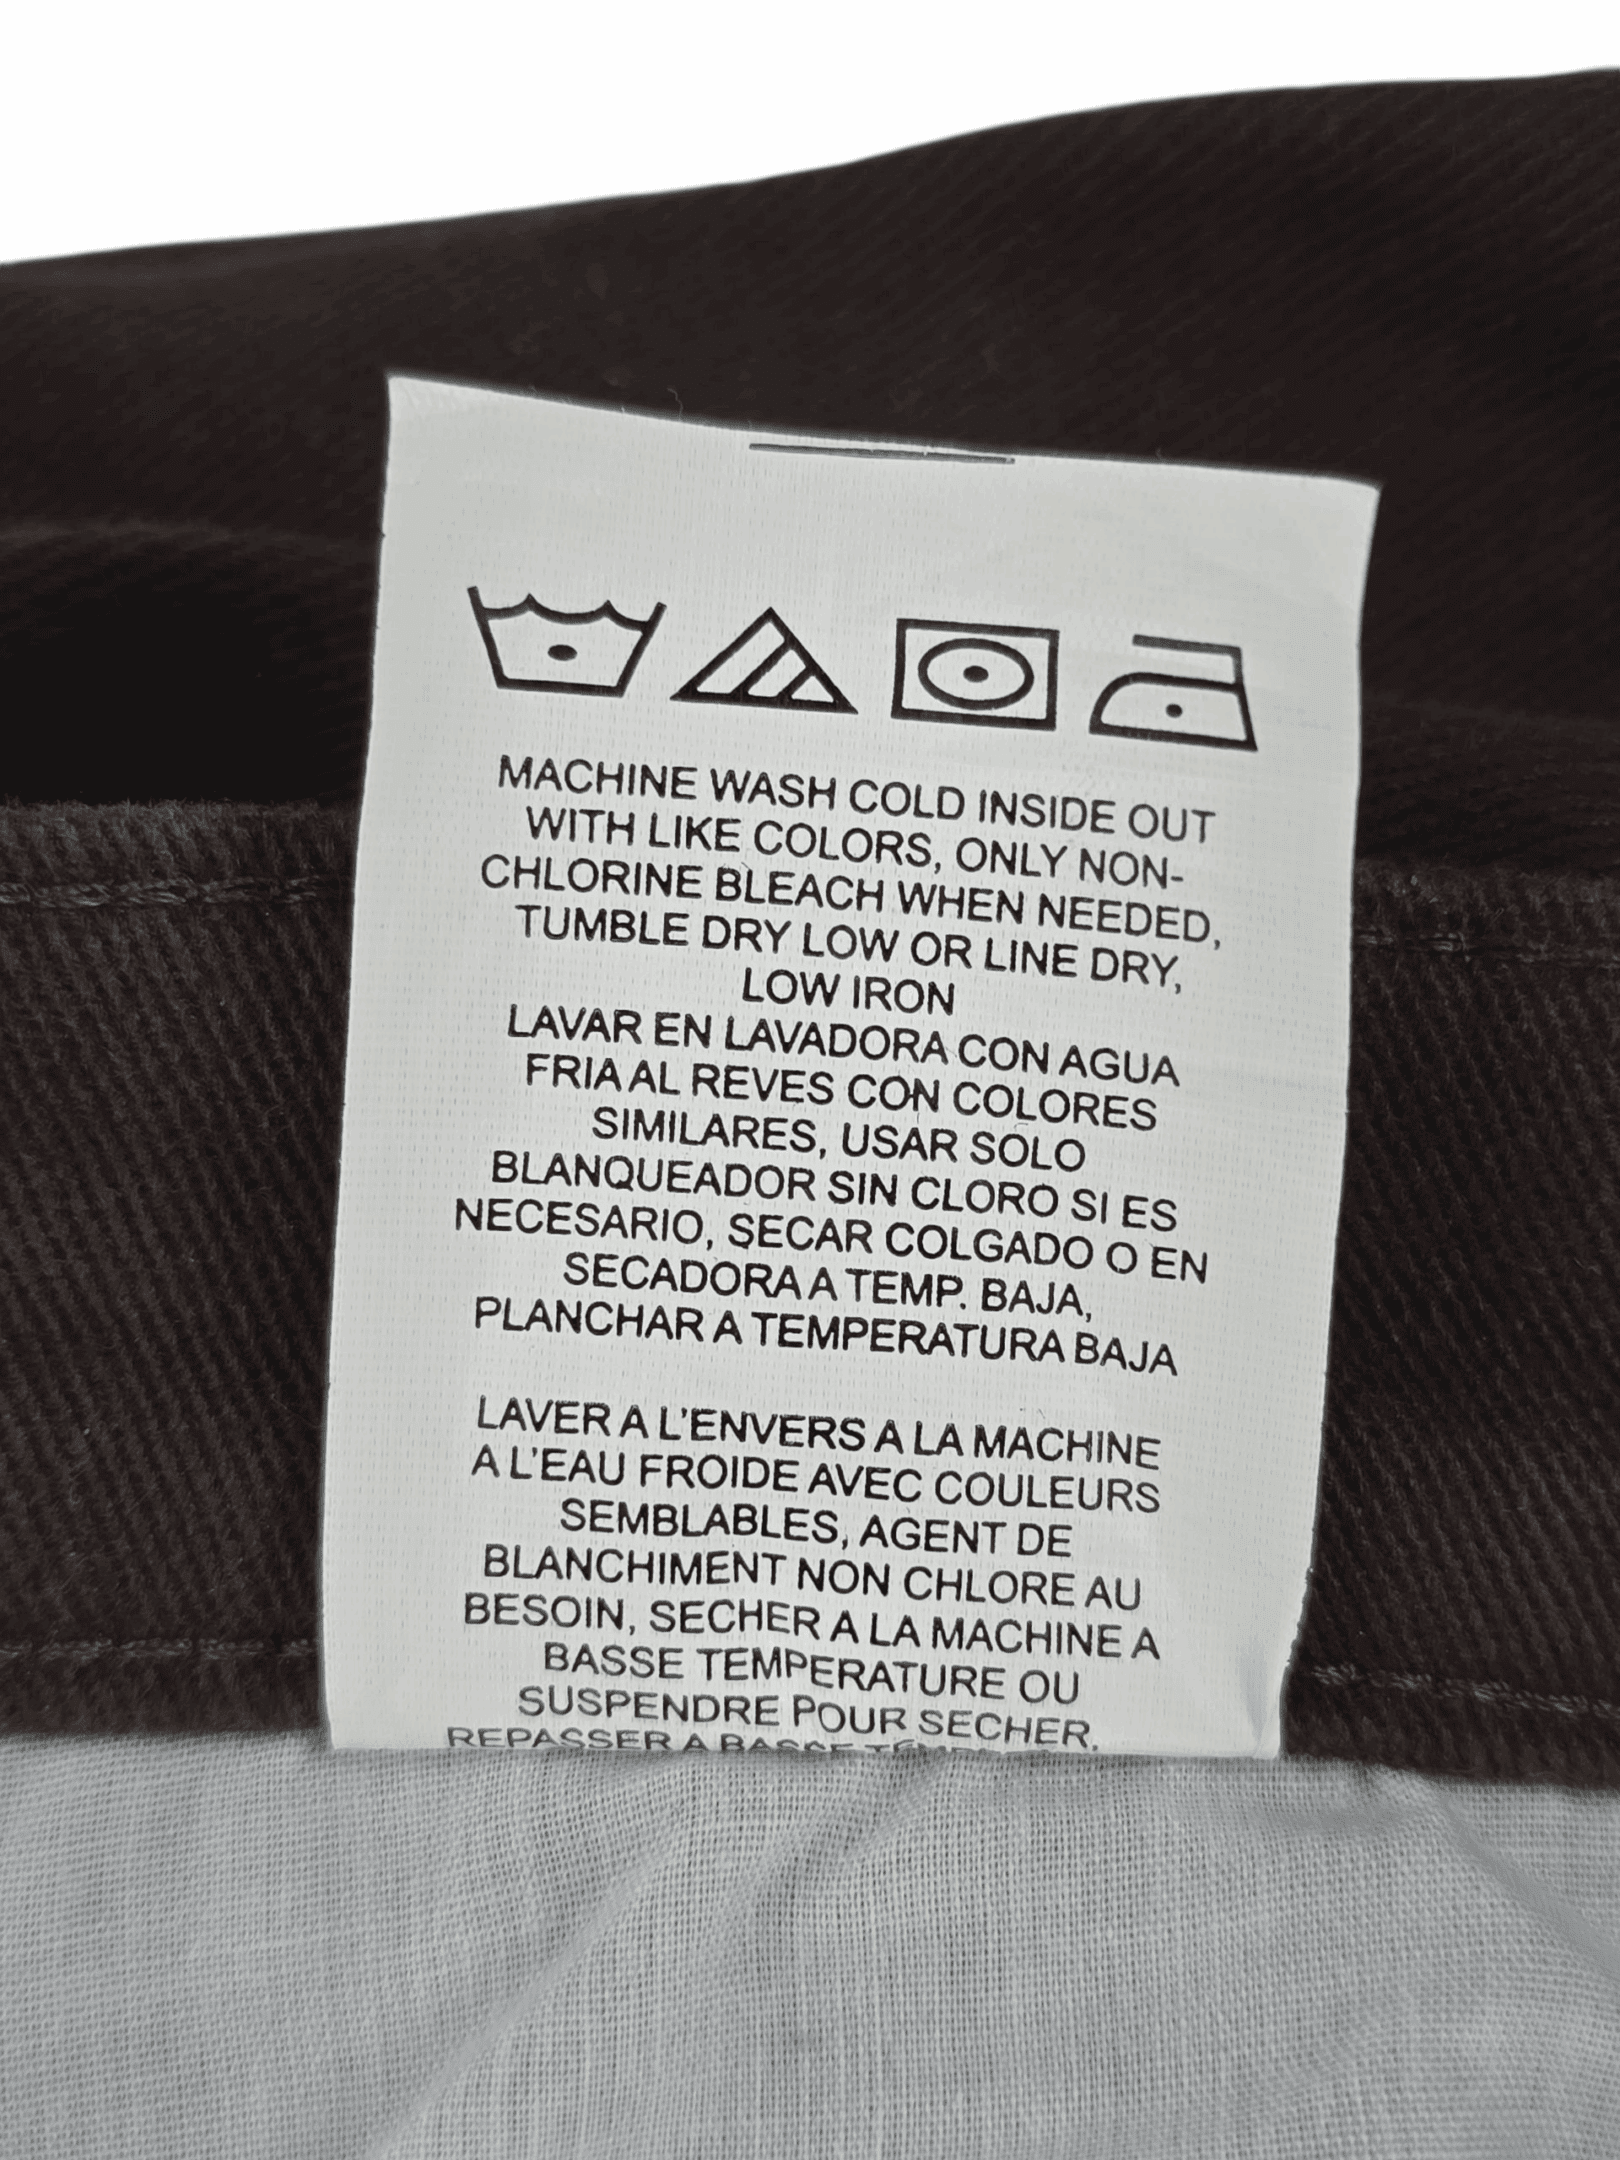 MACHINE WASH COLD INSIDE OUT
WITH LIKE COLORS, ONLY NON-
CHLORINE BLEACH WHEN NEEDED,
TUMBLE DRY LOW OR LINE DRY,
LOW IRON
LAVAR EN LAVADORA CON AGUA
FRIA AL REVES CON COLORES
SIMILARES, USAR SOLO
BLANQUEADOR SIN CLORO SI ES
NECESARIO, SECAR COLGADO O EN
SECADORA A TEMP. BAJA,
PLANCHAR A TEMPERATURA BAJA
LAVER A L'ENVERS A LA MACHINE
A L'EAU FROIDE AVEC COULEURS
SEMBLABLES, AGENT DE
BLANCHIMENT NON CHLORE AU
BESOIN, SECHER A LA MACHINE A
BASSE TEMPERATURE OU
SUSPENDRE POUR SECHER,
REPASSER A BASSE